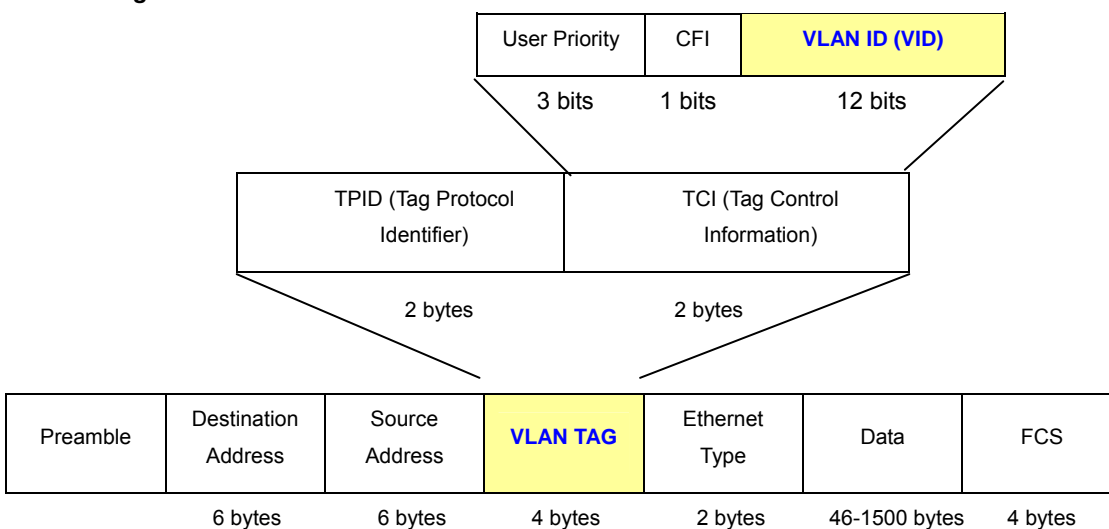 User Priority CFI VLAN ID (VID)
3 bits 1 bits 12 bits
TPID (Tag Protocol Identifier) TCI (Tag Control Information)
2 bytes 2 bytes
Preamble Destination Address Source Address VLAN TAG Ethernet Type Data FCS
6 bytes 6 bytes 4 bytes 2 bytes 46-1500 bytes 4 bytes